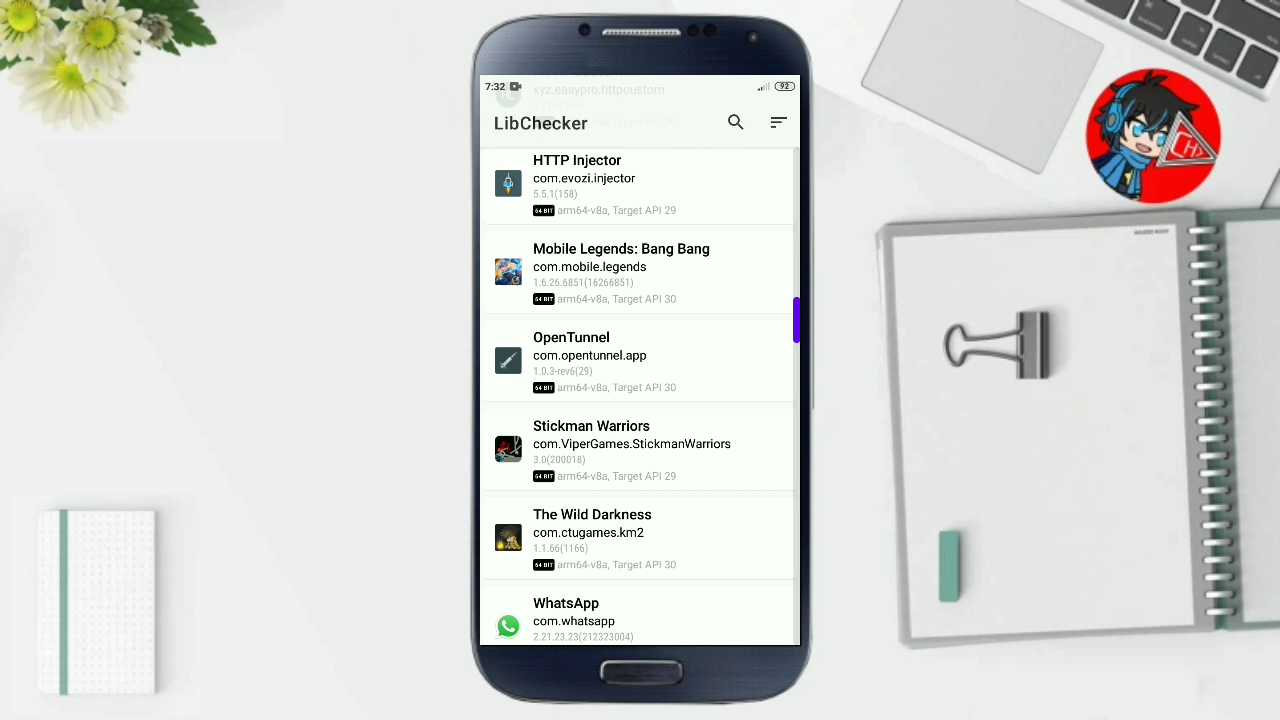 7:32
92
xyz.easypro.httpcustom
LibChecker
HTTP Injector
com.evozi.injector
5.5.1(158)
64 BIT arm64-v8a, Target API 29
Mobile Legends: Bang Bang
com.mobile.legends
1.6.26.6851(16266851)
64 BIT arm64-v8a, Target API 30
OpenTunnel
com.opentunnel.app
1.0.3-rev6(29)
64 BIT arm64-v8a, Target API 30
Stickman Warriors
com.ViperGames.StickmanWarriors
3.0(200018)
64 BIT arm64-v8a, Target API 29
The Wild Darkness
com.ctugames.km2
1.1.66(1166)
64 BIT arm64-v8a, Target API 30
WhatsApp
com.whatsapp
2.21.23.23(212323004)